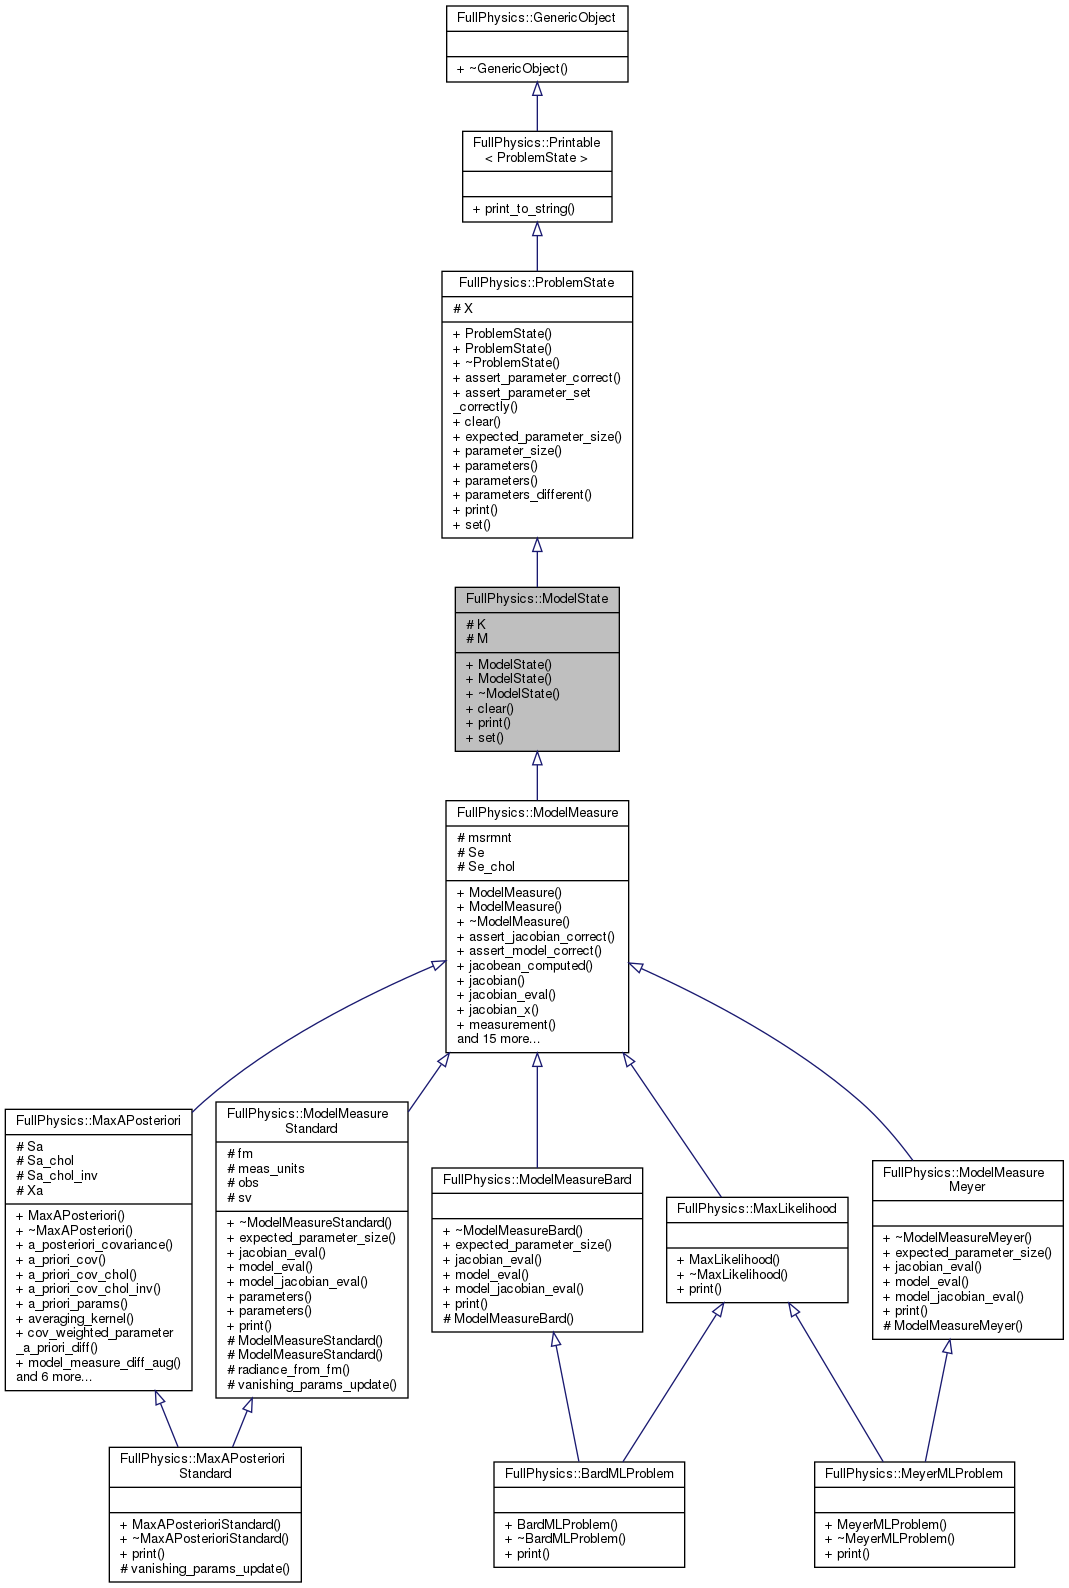 FullPhysics::GenericObject
+ ~GenericObject()
FullPhysics::Printable
< ProblemState >
+ print_to_string()
FullPhysics::ProblemState
# X
+ ProblemState()
+ ProblemState()
+ ~ProblemState()
+ assert_parameter_correct()
+ assert_parameter_set
_correctly()
+ clear()
+ expected_parameter_size()
+ parameter_size()
+ parameters()
+ parameters()
+ parameters_different()
+ print()
+ set()
FullPhysics::ModelState
# K
# M
+ ModelState()
+ ModelState()
+ ~ModelState()
+ clear()
+ print()
+ set()
FullPhysics::ModelMeasure
# msrmnt
# Se
# Se_chol
+ ModelMeasure()
+ ModelMeasure()
+ ~ModelMeasure()
+ assert_jacobian_correct()
+ assert_model_correct()
+ jacobean_computed()
+ jacobian()
+ jacobian_eval()
+ jacobian_x()
+ measurement()
and 15 more...
FullPhysics::MaxAPosteriori
# Sa
# Sa_chol
# Sa_chol_inv
# Xa
+ MaxAPosteriori()
+ ~MaxAPosteriori()
+ a_posteriori_covariance()
+ a_priori_cov()
+ a_priori_cov_chol()
+ a_priori_cov_chol_inv()
+ a_priori_params()
+ averaging_kernel()
+ cov_weighted_parameter
_a_priori_diff()
+ model_measure_diff_aug()
and 6 more...
FullPhysics::ModelMeasure
Standard
# fm
# meas_units
# obs
# sv
+ ~ModelMeasureStandard()
+ expected_parameter_size()
+ jacobian_eval()
+ model_eval()
+ model_jacobian_eval()
+ parameters()
+ parameters()
+ print()
# ModelMeasureStandard()
# ModelMeasureStandard()
# radiance_from_fm()
# vanishing_params_update()
FullPhysics::ModelMeasureBard
+ ~ModelMeasureBard()
+ expected_parameter_size()
+ jacobian_eval()
+ model_eval()
+ model_jacobian_eval()
+ print()
# ModelMeasureBard()
FullPhysics::MaxLikelihood
+ MaxLikelihood()
+ ~MaxLikelihood()
+ print()
FullPhysics::ModelMeasure
Meyer
+ ~ModelMeasureMeyer()
+ expected_parameter_size()
+ jacobian_eval()
+ model_eval()
+ model_jacobian_eval()
+ print()
# ModelMeasureMeyer()
FullPhysics::MaxAPosteriori
Standard
+ MaxAPosterioriStandard()
+ ~MaxAPosterioriStandard()
+ print()
# vanishing_params_update()
FullPhysics::BardMLProblem
+ BardMLProblem()
+ ~BardMLProblem()
+ print()
FullPhysics::MeyerMLProblem
+ MeyerMLProblem()
+ ~MeyerMLProblem()
+ print()